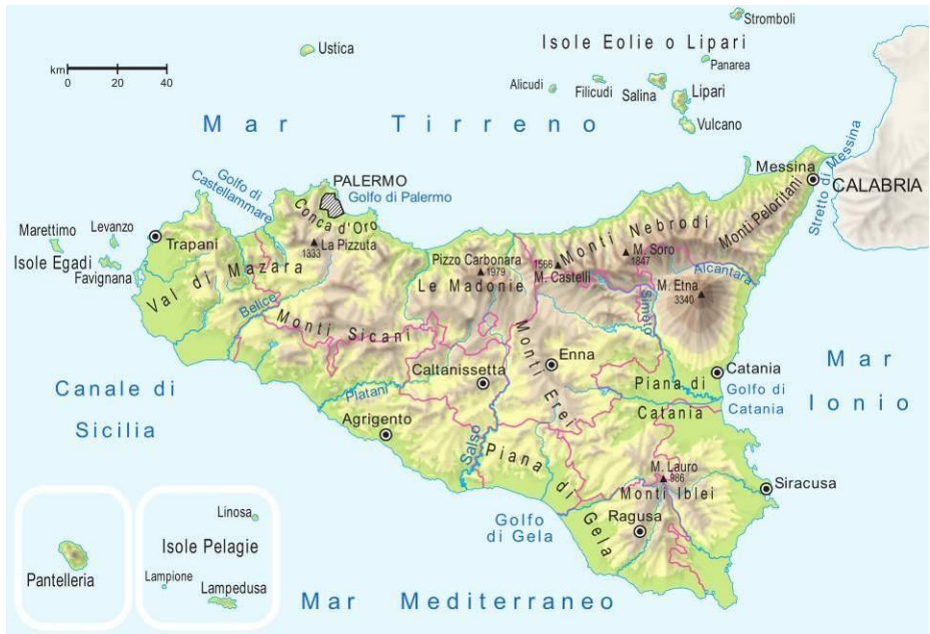 Stromboli
Isole Eolie o Lipari
Ustica
Panarea
km
0 20 40
Alicudi
Filicudi
Salina
Lipari
Vulcano
Mar Tirreno
Messina
Stretto di Messina
CALABRIA
Golfo di
Castellammare
PALERMO
Golfo di Palermo
Conca d'Oro
Monti Peloritani
Marettimo
Levanzo
Trapani
La Pizzuta
1333
Monti Nebrodi
M. Soro
1847
Isole Egadi
Favignana
Val di Mazara
Pizzo Carbonara
1979
1566
M. Castelli
Le Madonie
Alcantara
M. Etna
3340
Belice
Simeto
Monti Sicani
Monti Erei
Enna
Caltanissetta
Catania
Mar
Ionio
Canale di
Sicilia
Platani
Piana di
Catania
Golfo di
Catania
Agrigento
Salso
Piana di Gela
M. Lauro
986
Monti Iblei
Siracusa
Ragusa
Golfo
di Gela
Linosa
Isole Pelagie
Pantelleria
Lampione
Lampedusa
Mar Mediterraneo